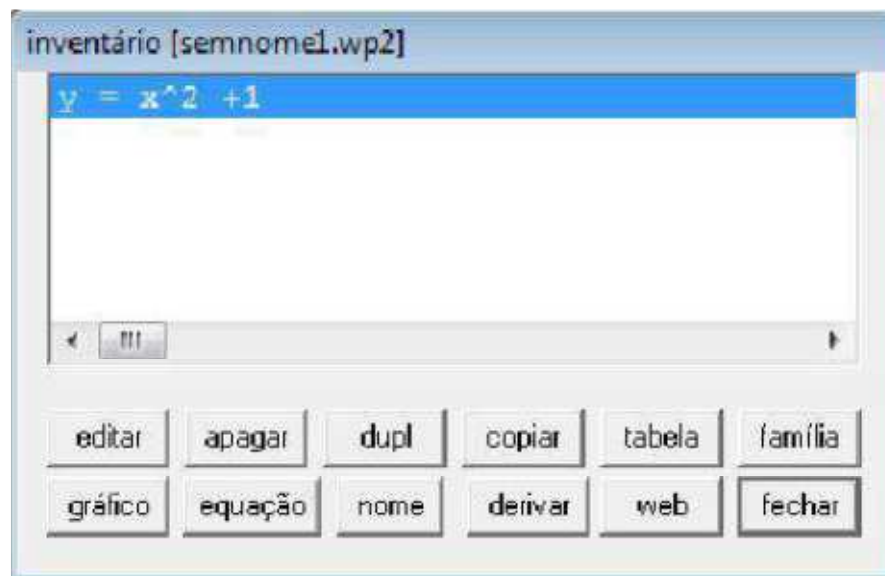 inventário [semnome1.wp2]
y = x^2 +1
editar apagar dupl copiar tabela família
gráfico equação nome derivar web fechar